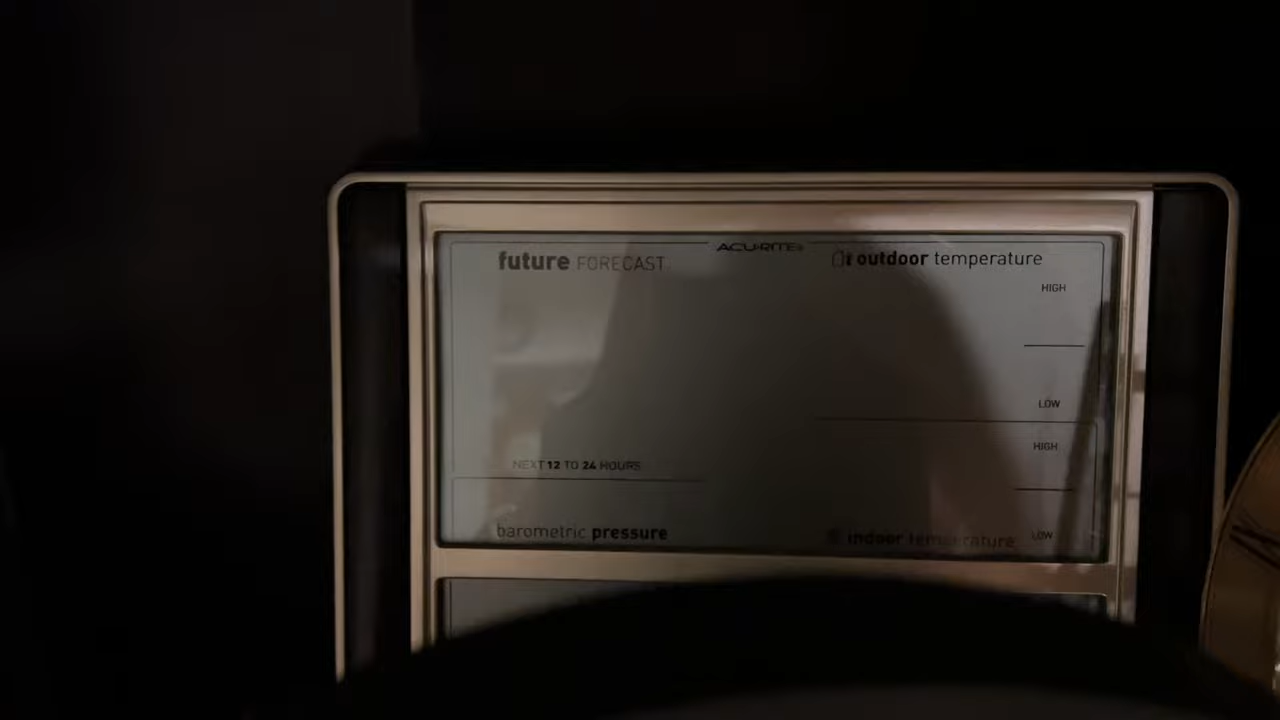 ACU•RITE
future FORECAST
outdoor temperature
HIGH
LOW
HIGH
NEXT 12 TO 24 HOURS
barometric pressure
indoor temperature
LOW